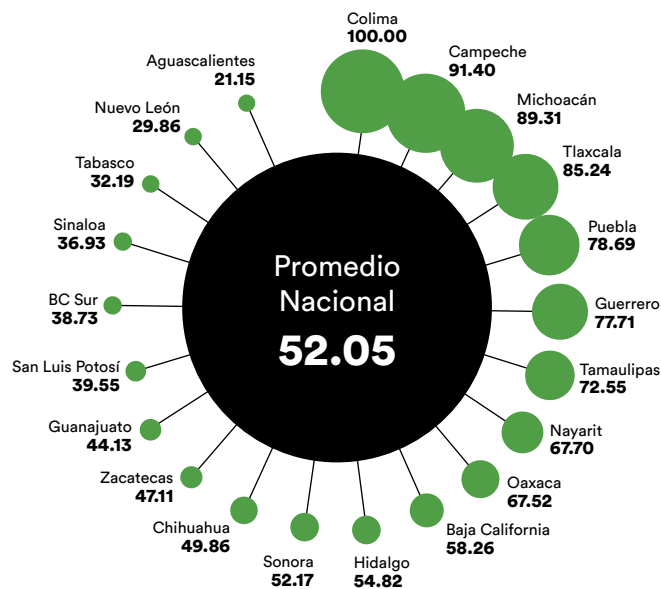 Colima
100.00
Campeche
91.40
Michoacán
89.31
Tlaxcala
85.24
Puebla
78.69
Guerrero
77.71
Tamaulipas
72.55
Nayarit
67.70
Oaxaca
67.52
Baja California
58.26
Hidalgo
54.82
Sonora
52.17
Chihuahua
49.86
Zacatecas
47.11
Guanajuato
44.13
San Luis Potosí
39.55
BC Sur
38.73
Sinaloa
36.93
Tabasco
32.19
Nuevo León
29.86
Aguascalientes
21.15
Promedio
Nacional
52.05